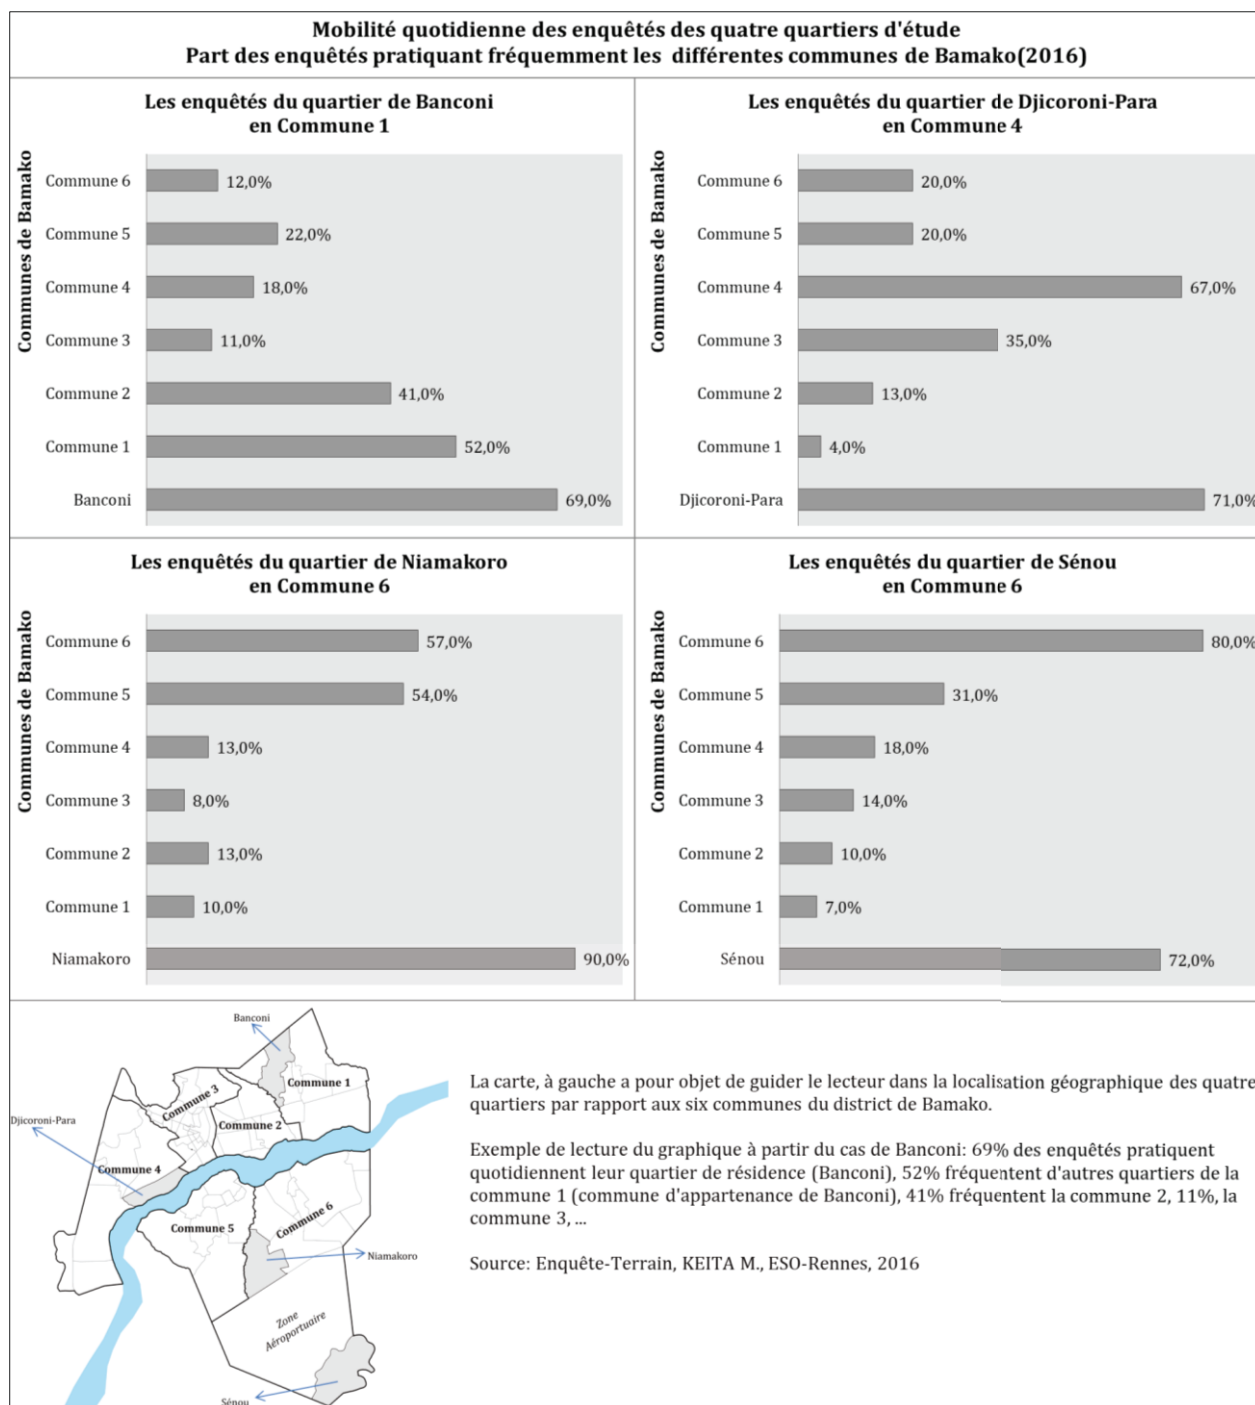 Mobilité quotidienne des enquêtés des quatre quartiers d'étude
Part des enquêtés pratiquant fréquemment les différentes communes de Bamako(2016)
Les enquêtés du quartier de Banconi
en Commune 1
Communes de Bamako
Commune 6 12,0%
Commune 5 22,0%
Commune 4 18,0%
Commune 3 11,0%
Commune 2 41,0%
Commune 1 52,0%
Banconi 69,0%
Les enquêtés du quartier de Djicoroni-Para
en Commune 4
Communes de Bamako
Commune 6 20,0%
Commune 5 20,0%
Commune 4 67,0%
Commune 3 35,0%
Commune 2 13,0%
Commune 1 4,0%
Djicoroni-Para 71,0%
Les enquêtés du quartier de Niamakoro
en Commune 6
Communes de Bamako
Commune 6 57,0%
Commune 5 54,0%
Commune 4 13,0%
Commune 3 8,0%
Commune 2 13,0%
Commune 1 10,0%
Niamakoro 90,0%
Les enquêtés du quartier de Sénou
en Commune 6
Communes de Bamako
Commune 6 80,0%
Commune 5 31,0%
Commune 4 18,0%
Commune 3 14,0%
Commune 2 10,0%
Commune 1 7,0%
Sénou 72,0%
Banconi
Commune 1
Commune 3
Djicoroni-Para
Commune 2
Commune 4
Commune 5
Commune 6
Niamakoro
Zone
Aéroportuaire
Sénou
La carte, à gauche a pour objet de guider le lecteur dans la localisation géographique des quatre
quartiers par rapport aux six communes du district de Bamako.
Exemple de lecture du graphique à partir du cas de Banconi: 69% des enquêtés pratiquent
quotidiennent leur quartier de résidence (Banconi), 52% fréquentent d'autres quartiers de la
commune 1 (commune d'appartenance de Banconi), 41% fréquentent la commune 2, 11%, la
commune 3, ...
Source: Enquête-Terrain, KEITA M., ESO-Rennes, 2016